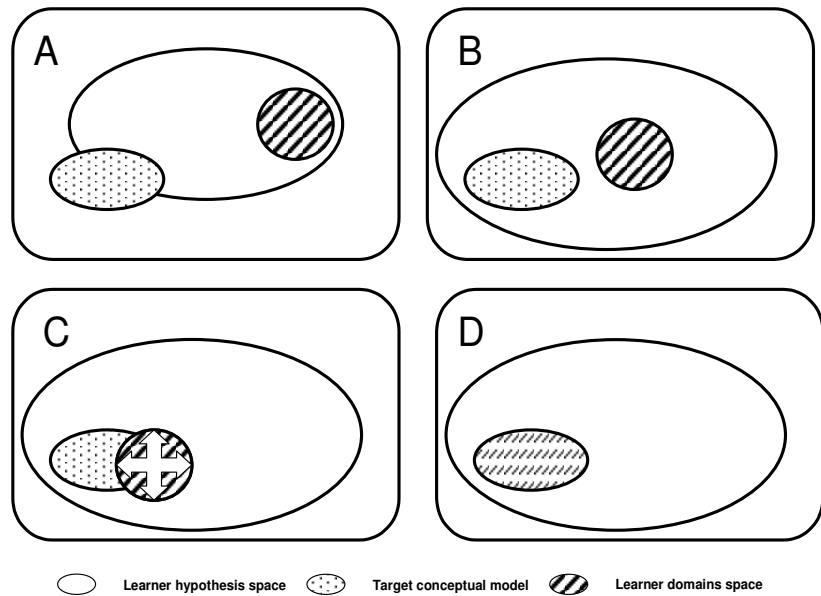 A
B
C
D
Learner hypothesis space Target conceptual model Learner domains space